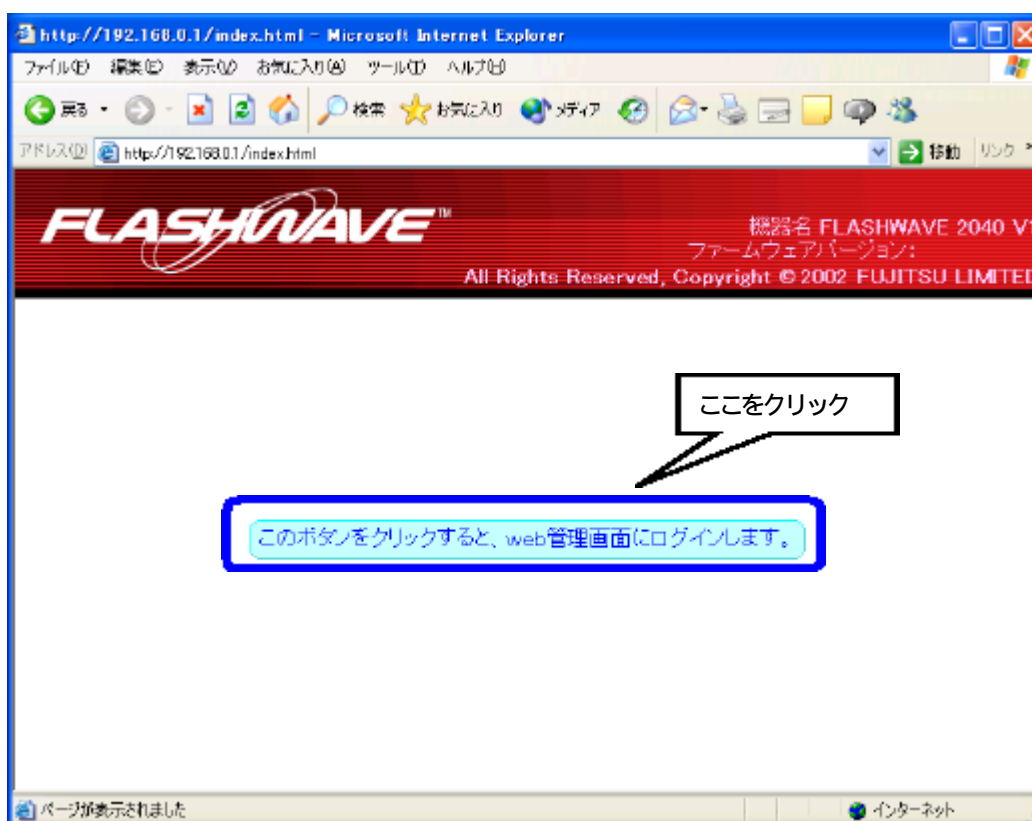 http://192.168.0.1/index.html - Microsoft Internet Explorer
ファイル(F) 編集(E) 表示(V) お気に入り(A) ツール(T) ヘルプ(H)
戻る 検索 お気に入り メディア
アドレス(D) http://192.168.0.1/index.html 移動 リンク »
FLASHWAVE™
機器名 FLASHWAVE 2040 V1
ファームウェアバージョン:
All Rights Reserved, Copyright © 2002 FUJITSU LIMITED
ここをクリック
このボタンをクリックすると、web管理画面にログインします。
ページが表示されました インターネット